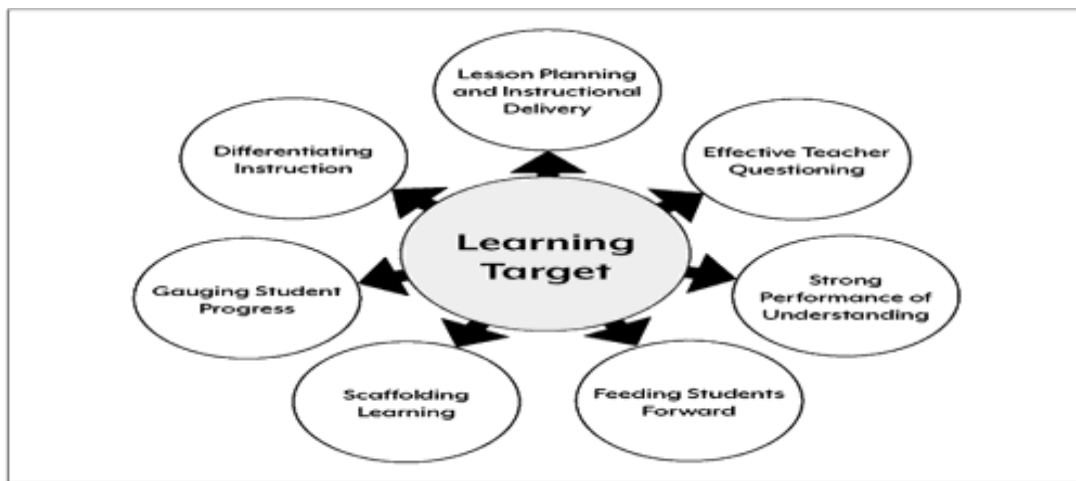 Lesson Planning
and Instructional
Delivery
Differentiating
Instruction
Effective Teacher
Questioning
Learning
Target
Gauging Student
Progress
Strong
Performance of
Understanding
Scaffolding
Learning
Feeding Students
Forward